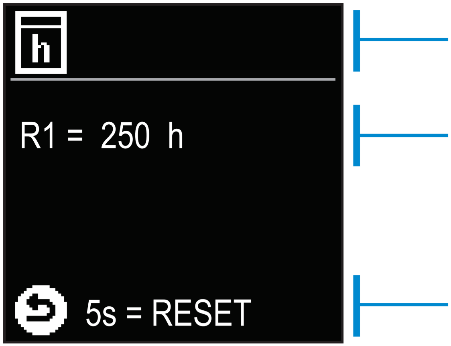 h
R1 = 250 h
5s = RESET